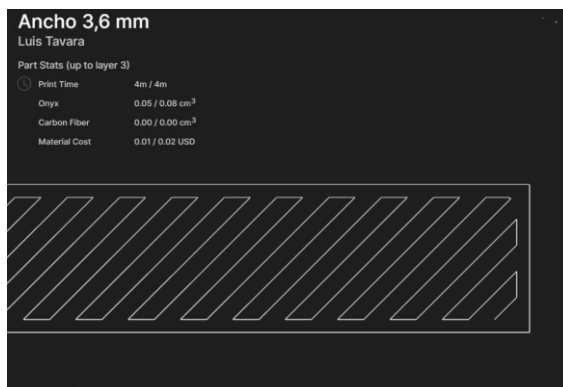 Ancho 3,6 mm
Luis Tavara
Part Stats (up to layer 3)
Print Time 4m / 4m
Onyx 0.05 / 0.08 cm³
Carbon Fiber 0.00 / 0.00 cm³
Material Cost 0.01 / 0.02 USD